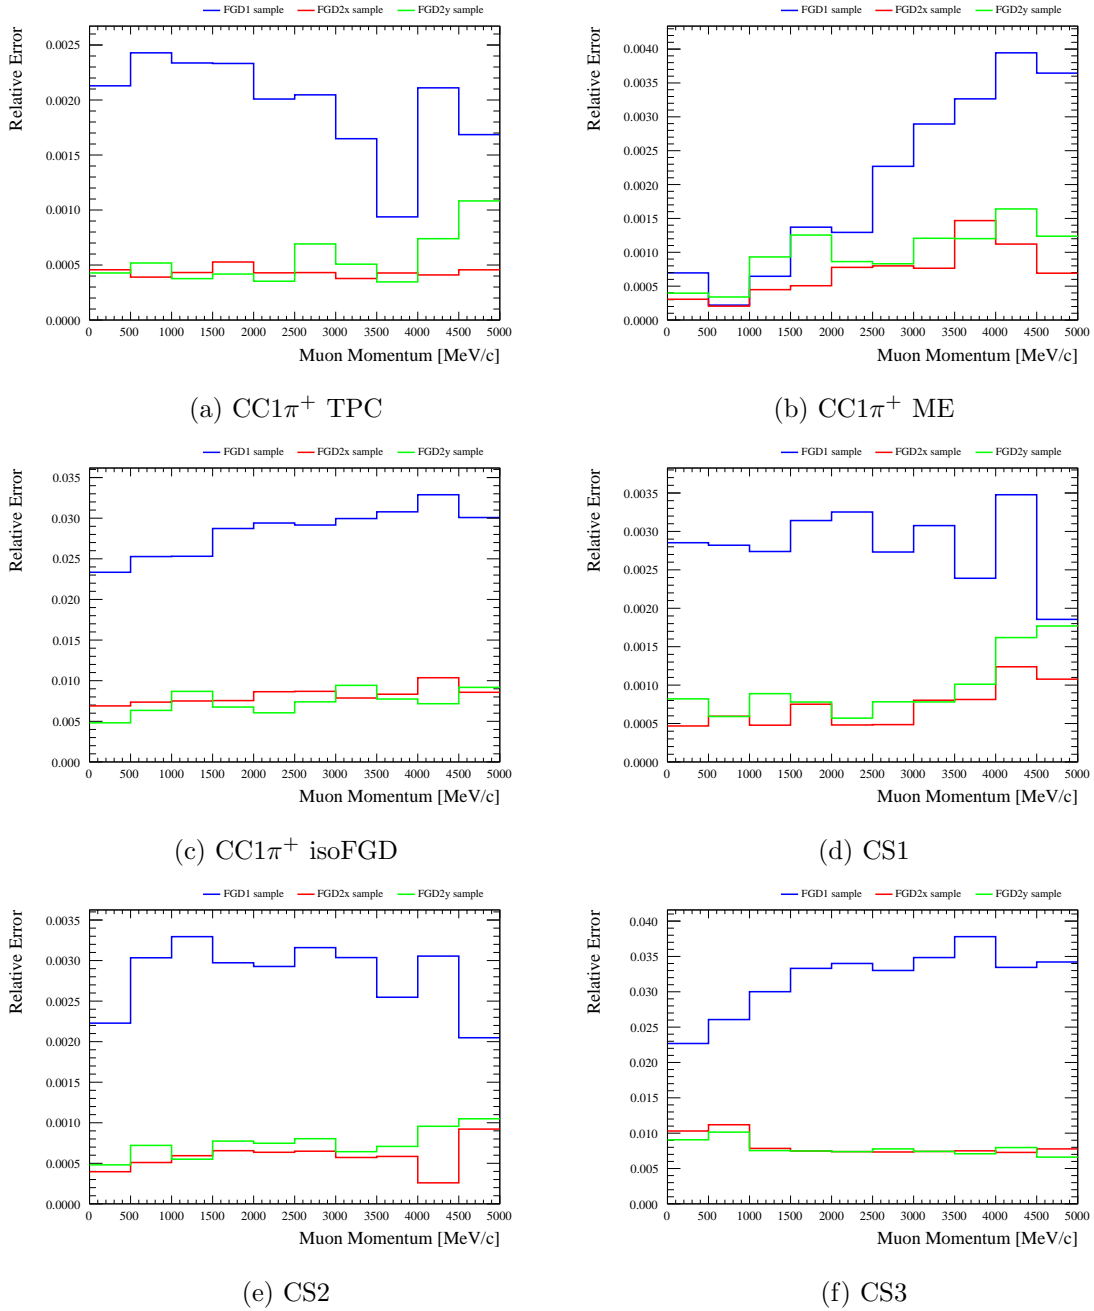 FGD1 sample FGD2x sample FGD2y sample
Relative Error
0.0025
0.0020
0.0015
0.0010
0.0005
0.0000
0 500 1000 1500 2000 2500 3000 3500 4000 4500 5000
Muon Momentum [MeV/c]
(a) CC1π⁺ TPC
FGD1 sample FGD2x sample FGD2y sample
Relative Error
0.0040
0.0035
0.0030
0.0025
0.0020
0.0015
0.0010
0.0005
0.0000
0 500 1000 1500 2000 2500 3000 3500 4000 4500 5000
Muon Momentum [MeV/c]
(b) CC1π⁺ ME
FGD1 sample FGD2x sample FGD2y sample
Relative Error
0.035
0.030
0.025
0.020
0.015
0.010
0.005
0.000
0 500 1000 1500 2000 2500 3000 3500 4000 4500 5000
Muon Momentum [MeV/c]
(c) CC1π⁺ isoFGD
FGD1 sample FGD2x sample FGD2y sample
Relative Error
0.0035
0.0030
0.0025
0.0020
0.0015
0.0010
0.0005
0.0000
0 500 1000 1500 2000 2500 3000 3500 4000 4500 5000
Muon Momentum [MeV/c]
(d) CS1
FGD1 sample FGD2x sample FGD2y sample
Relative Error
0.0035
0.0030
0.0025
0.0020
0.0015
0.0010
0.0005
0.0000
0 500 1000 1500 2000 2500 3000 3500 4000 4500 5000
Muon Momentum [MeV/c]
(e) CS2
FGD1 sample FGD2x sample FGD2y sample
Relative Error
0.040
0.035
0.030
0.025
0.020
0.015
0.010
0.005
0.000
0 500 1000 1500 2000 2500 3000 3500 4000 4500 5000
Muon Momentum [MeV/c]
(f) CS3